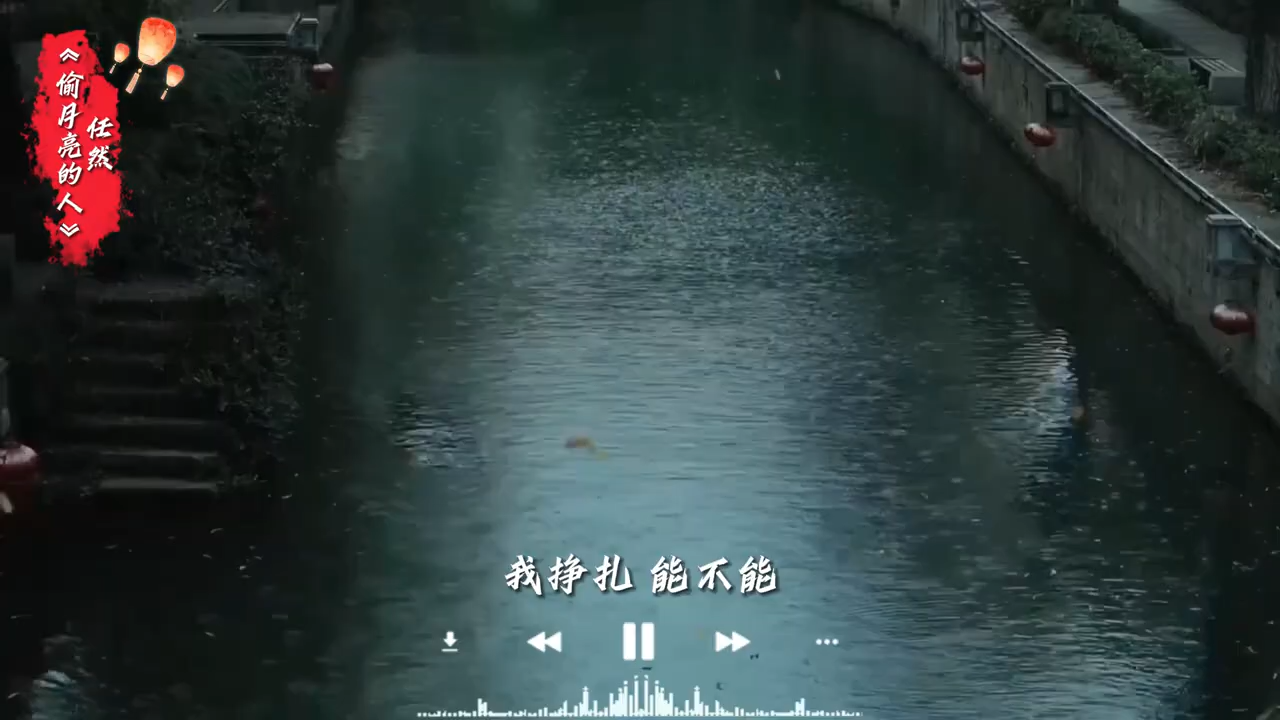 《偷月亮的人》
任然
我挣扎 能不能